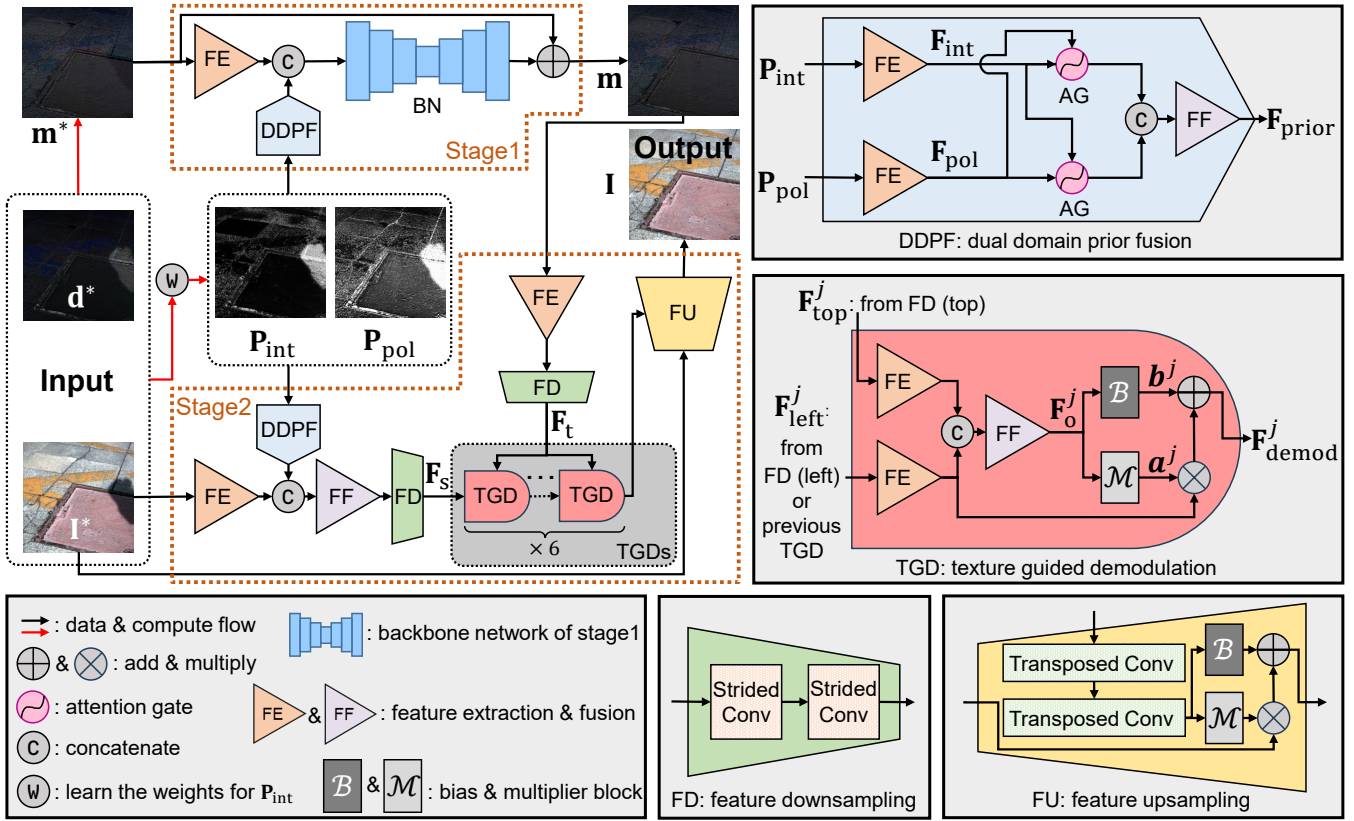 FE
C
BN
m
m*
DDPF
Stage1
Output
I
d*
W
P_int
P_pol
Input
I*
Stage2
DDPF
FE
C
FF
FD
F_s
FE
FD
F_t
FU
TGD
...
TGD
× 6
TGDs
P_int
FE
F_int
AG
C
FF
F_prior
P_pol
FE
F_pol
AG
DDPF: dual domain prior fusion
F_top^j: from FD (top)
F_left^j:
from
FD (left)
or
previous
TGD
FE
FE
C
FF
F_o^j
ℬ
b^j
ℳ
a^j
F_demod^j
TGD: texture guided demodulation
: data & compute flow
& : add & multiply
: attention gate
C : concatenate
W : learn the weights for P_int
: backbone network of stage1
FE & FF : feature extraction & fusion
ℬ & ℳ : bias & multiplier block
Strided Conv
Strided Conv
FD: feature downsampling
Transposed Conv
Transposed Conv
ℬ
ℳ
FU: feature upsampling